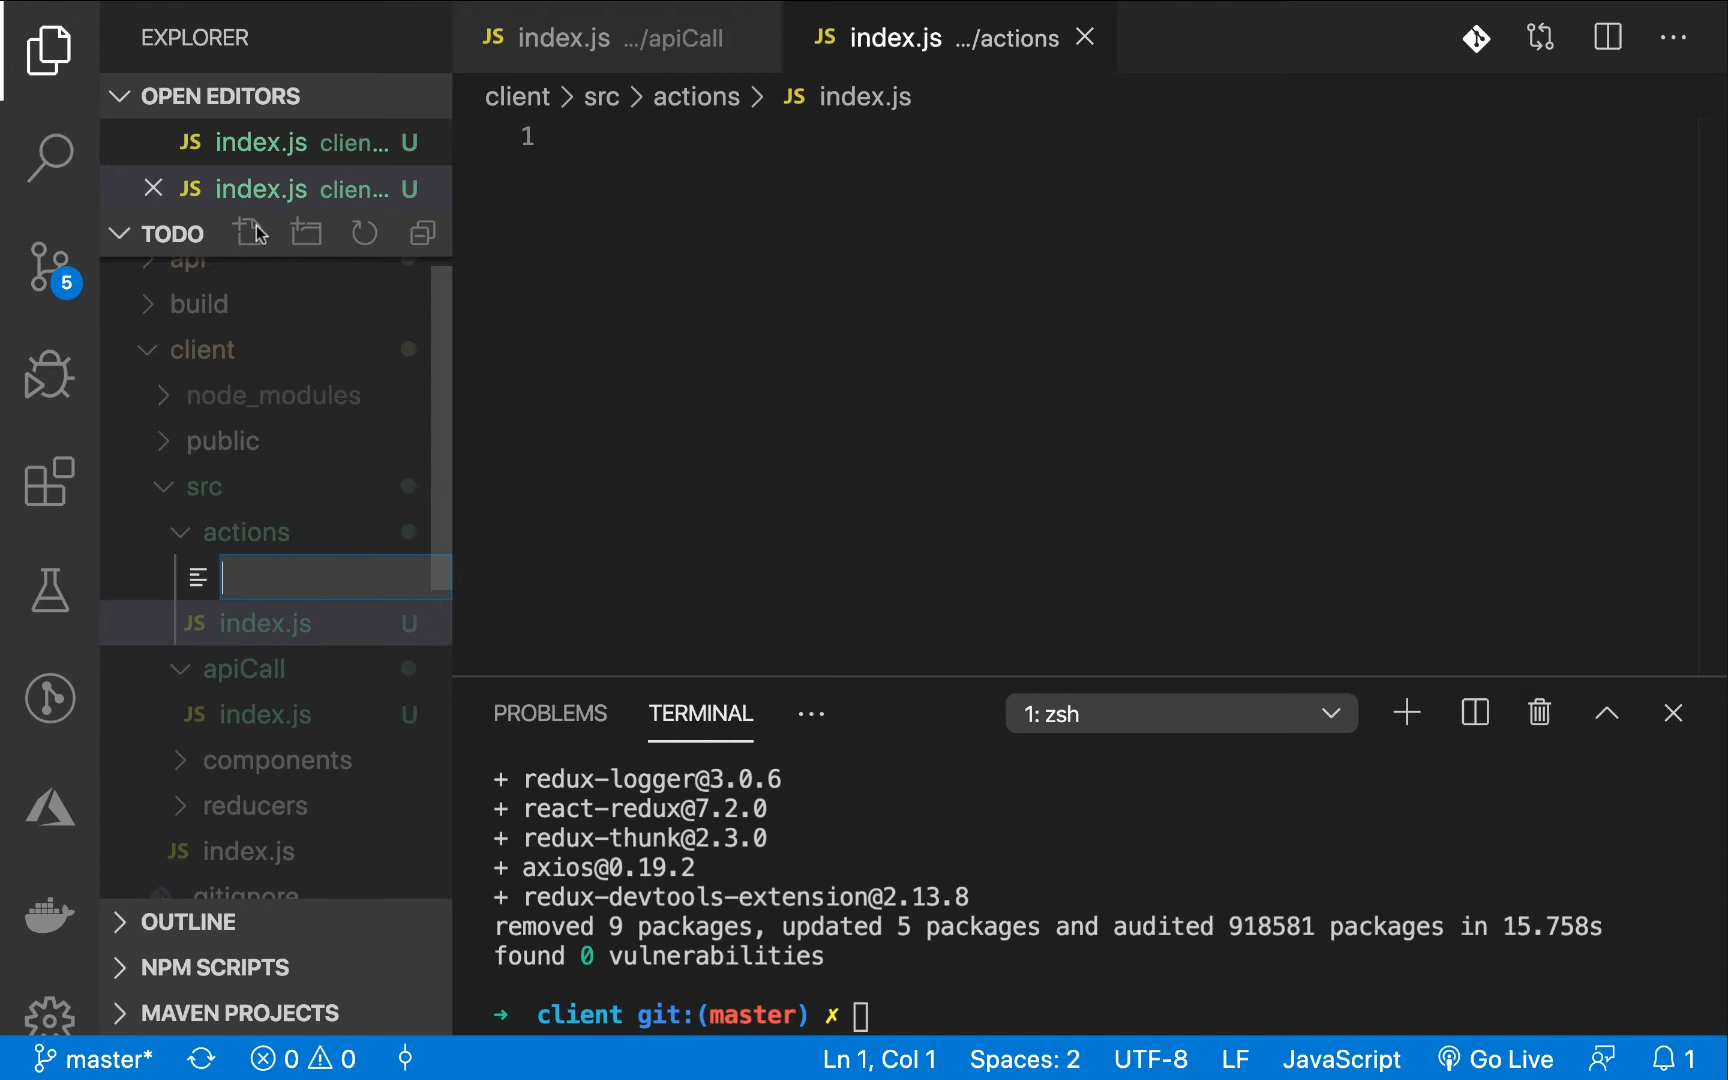 EXPLORER
JS index.js .../apiCall
JS index.js .../actions
OPEN EDITORS
JS index.js clien... U
JS index.js clien... U
TODO
api
build
client
node_modules
public
src
actions
JS index.js U
apiCall
JS index.js U
components
reducers
JS index.js
.gitignore
OUTLINE
NPM SCRIPTS
MAVEN PROJECTS
5
client > src > actions > JS index.js
1
PROBLEMS TERMINAL ... 1: zsh
+ redux-logger@3.0.6
+ react-redux@7.2.0
+ redux-thunk@2.3.0
+ axios@0.19.2
+ redux-devtools-extension@2.13.8
removed 9 packages, updated 5 packages and audited 918581 packages in 15.758s
found 0 vulnerabilities
→ client git:(master) ✗
master* 0 0 Ln 1, Col 1 Spaces: 2 UTF-8 LF JavaScript Go Live 1